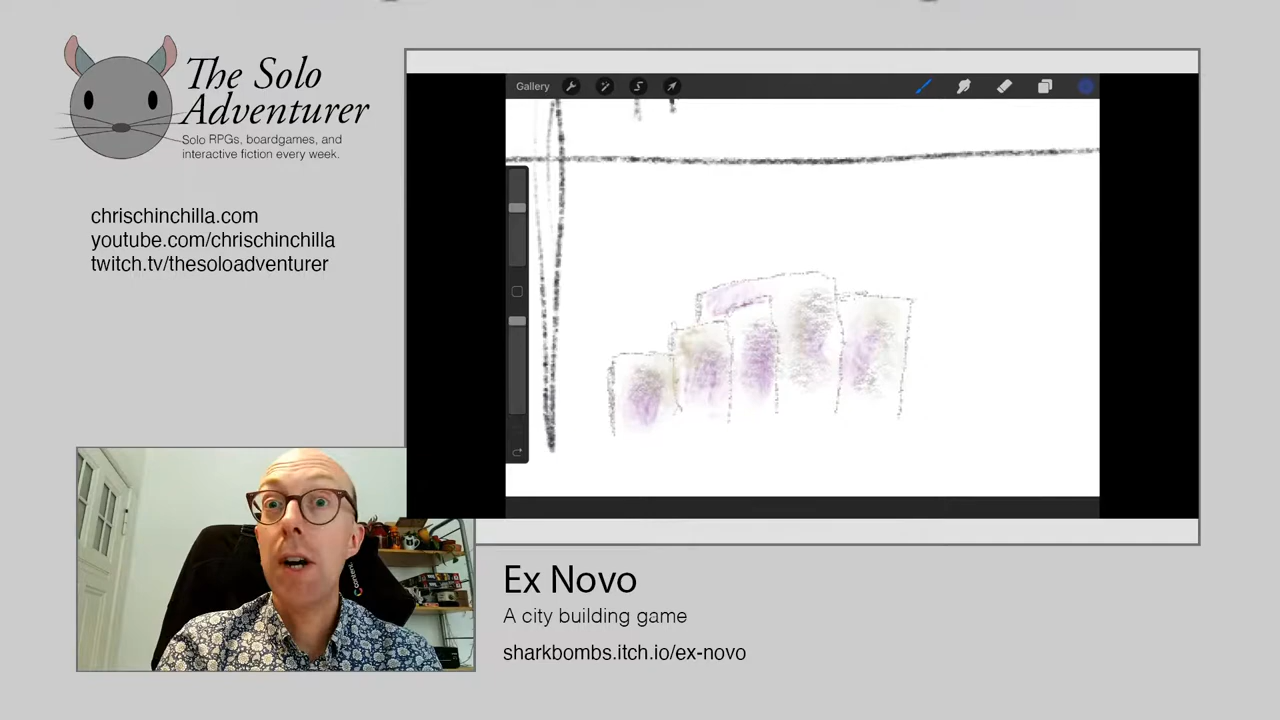 The Solo
Adventurer
Solo RPGs, boardgames, and
interactive fiction every week.
chrischinchilla.com
youtube.com/chrischinchilla
twitch.tv/thesoloadventurer
Gallery
Ex Novo
A city building game
sharkbombs.itch.io/ex-novo